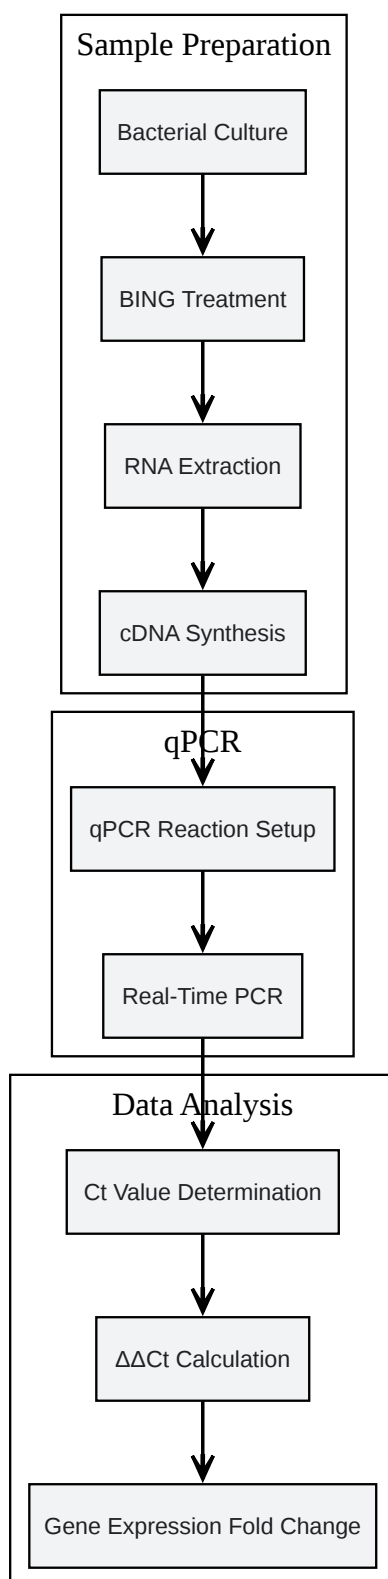 Sample Preparation
Bacterial Culture
BING Treatment
RNA Extraction
cDNA Synthesis
qPCR
qPCR Reaction Setup
Real-Time PCR
Data Analysis
Ct Value Determination
ΔΔCt Calculation
Gene Expression Fold Change